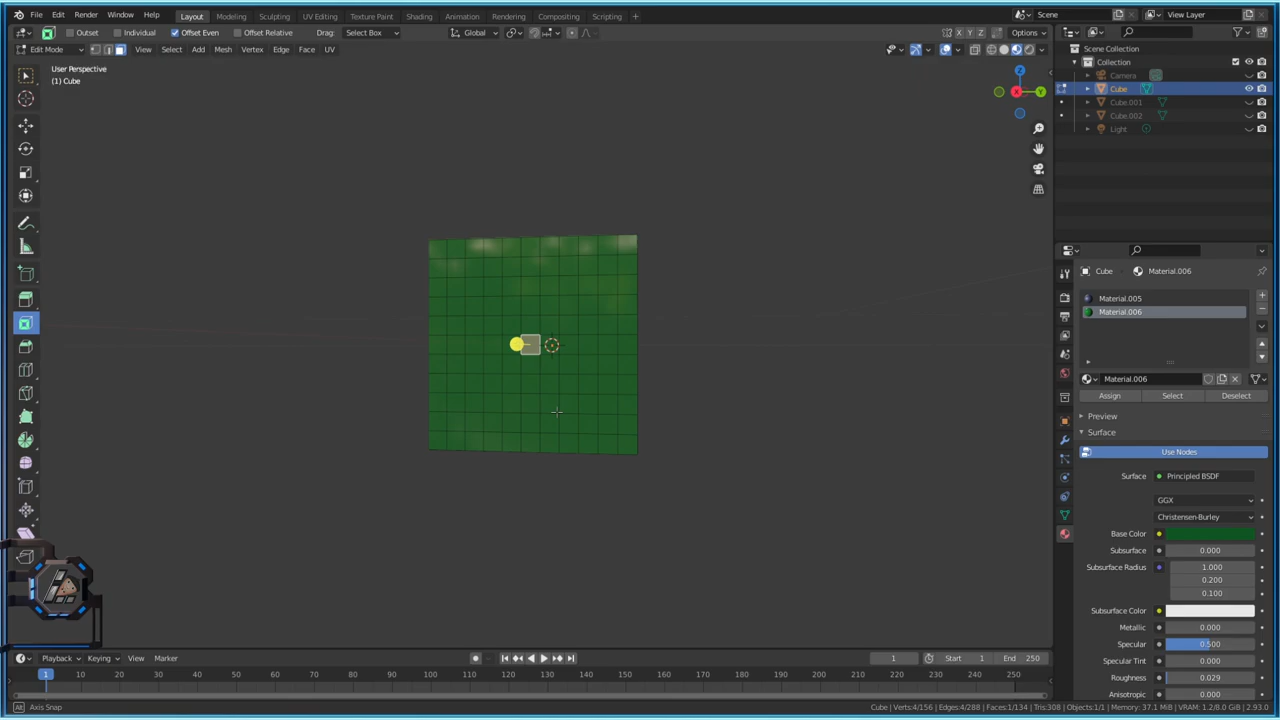 File Edit Render Window Help Layout Modeling Sculpting UV Editing Texture Paint Shading Animation Rendering Compositing Scripting + Scene View Layer
Outset Individual Offset Even Offset Relative Drag: Select Box Global X Y Z Options
Edit Mode View Select Add Mesh Vertex Edge Face UV
User Perspective
(1) Cube
Z
X
Y
Scene Collection
Collection
Camera
Cube
Cube.001
Cube.002
Light
Cube Material.006
Material.005
Material.006
Material.006
Assign Select Deselect
Preview
Surface
Use Nodes
Surface Principled BSDF
GGX
Christensen-Burley
Base Color
Subsurface 0.000
Subsurface Radius 1.000
0.200
0.100
Subsurface Color
Metallic 0.000
Specular 0.500
Specular Tint 0.000
Roughness 0.029
Anisotropic 0.000
Playback Keying View Marker 1 Start 1 End 250
1 10 20 30 40 50 60 70 80 90 100 110 120 130 140 150 160 170 180 190 200 210 220 230 240 250
Alt Axis Snap Cube | Verts:4/156 | Edges:4/288 | Faces:1/134 | Tris:308 | Objects:1/1 | Memory: 37.1 MiB | VRAM: 1.2/8.0 GiB | 2.93.0